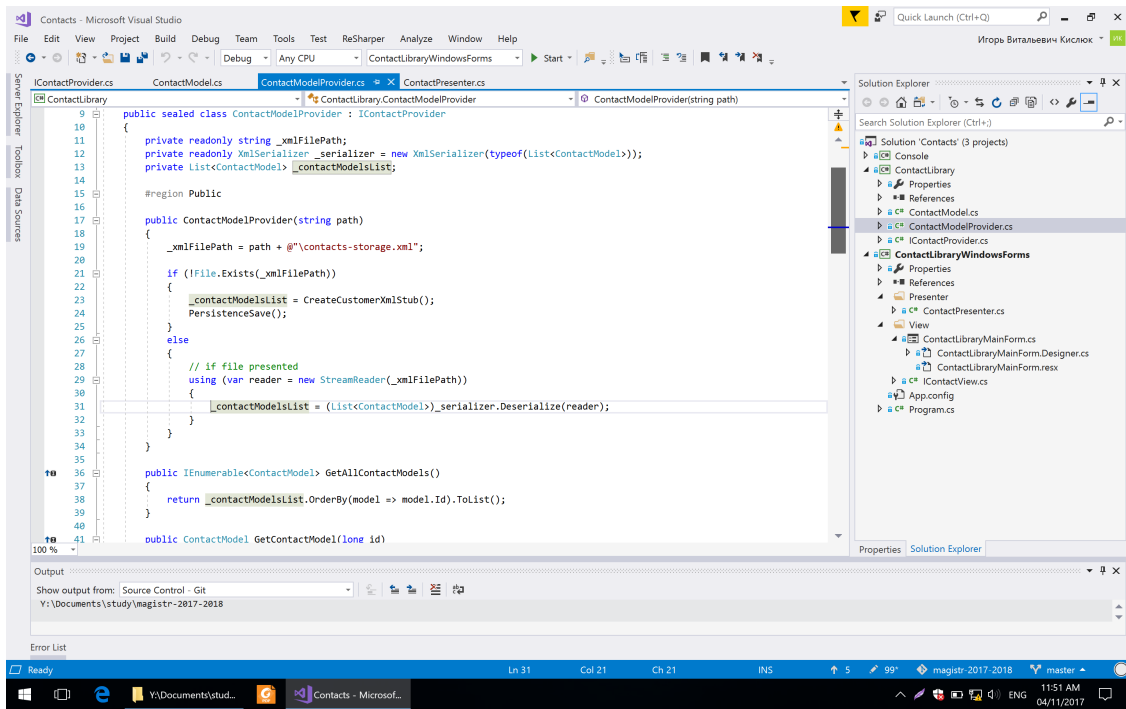 Contacts - Microsoft Visual Studio
Quick Launch (Ctrl+Q)
File Edit View Project Build Debug Team Tools Test ReSharper Analyze Window Help
Игорь Витальевич Кислюк
ИК
Debug Any CPU ContactLibraryWindowsForms Start
Server Explorer
Toolbox
Data Sources
IContactProvider.cs ContactModel.cs ContactModelProvider.cs ContactPresenter.cs
ContactLibrary ContactLibrary.ContactModelProvider ContactModelProvider(string path)
9 public sealed class ContactModelProvider : IContactProvider
10 {
11 private readonly string _xmlFilePath;
12 private readonly XmlSerializer _serializer = new XmlSerializer(typeof(List<ContactModel>));
13 private List<ContactModel> _contactModelsList;
14
15 #region Public
16
17 public ContactModelProvider(string path)
18 {
19 _xmlFilePath = path + @"\contacts-storage.xml";
20
21 if (!File.Exists(_xmlFilePath))
22 {
23 _contactModelsList = CreateCustomerXmlStub();
24 PersistenceSave();
25 }
26 else
27 {
28 // if file presented
29 using (var reader = new StreamReader(_xmlFilePath))
30 {
31 _contactModelsList = (List<ContactModel>)_serializer.Deserialize(reader);
32 }
33 }
34 }
35
36 public IEnumerable<ContactModel> GetAllContactModels()
37 {
38 return _contactModelsList.OrderBy(model => model.Id).ToList();
39 }
40
41 public ContactModel GetContactModel(long id)
100 %
Solution Explorer
Search Solution Explorer (Ctrl+;)
Solution 'Contacts' (3 projects)
C# Console
C# ContactLibrary
Properties
References
C# ContactModel.cs
C# ContactModelProvider.cs
C# IContactProvider.cs
C# ContactLibraryWindowsForms
Properties
References
Presenter
C# ContactPresenter.cs
View
ContactLibraryMainForm.cs
ContactLibraryMainForm.Designer.cs
ContactLibraryMainForm.resx
C# IContactView.cs
App.config
C# Program.cs
Properties Solution Explorer
Output
Show output from: Source Control - Git
Y:\Documents\study\magistr-2017-2018
Error List
Ready Ln 31 Col 21 Ch 21 INS 5 99* magistr-2017-2018 master
Y:\Documents\stud... Contacts - Microsof... ENG 11:51 AM
04/11/2017